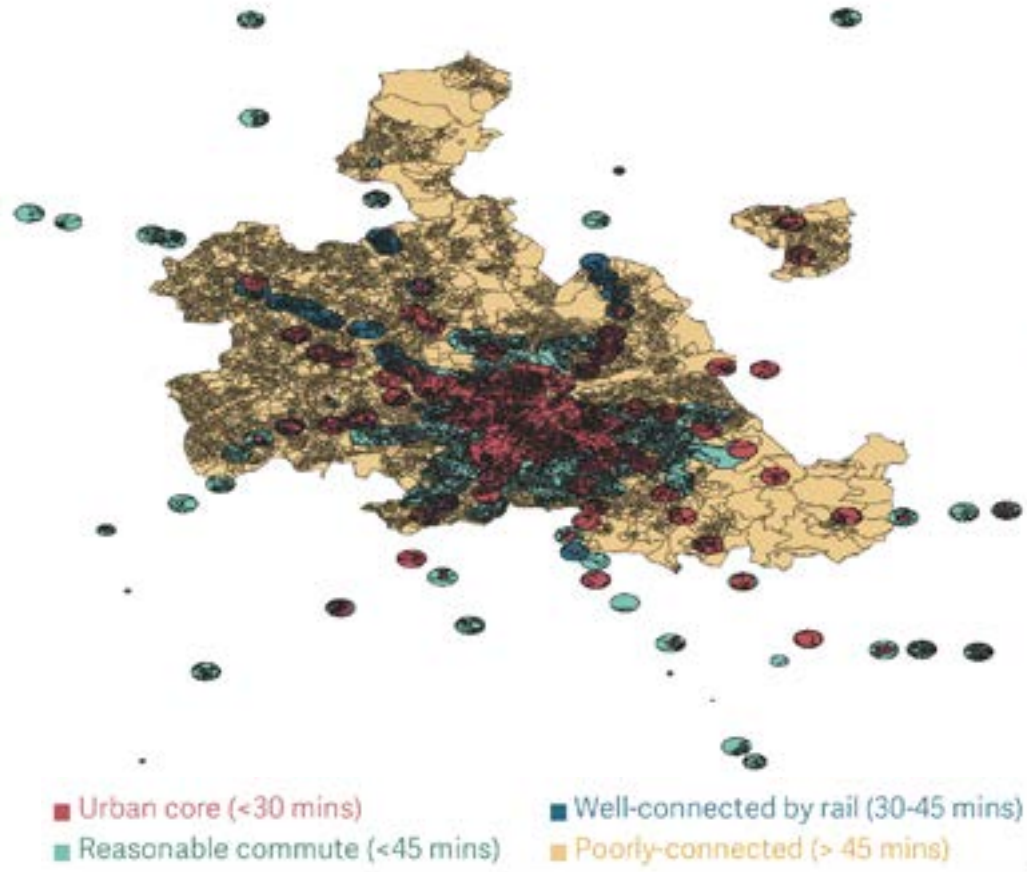 Urban core (<30 mins)
Well-connected by rail (30-45 mins)
Reasonable commute (<45 mins)
Poorly-connected (> 45 mins)